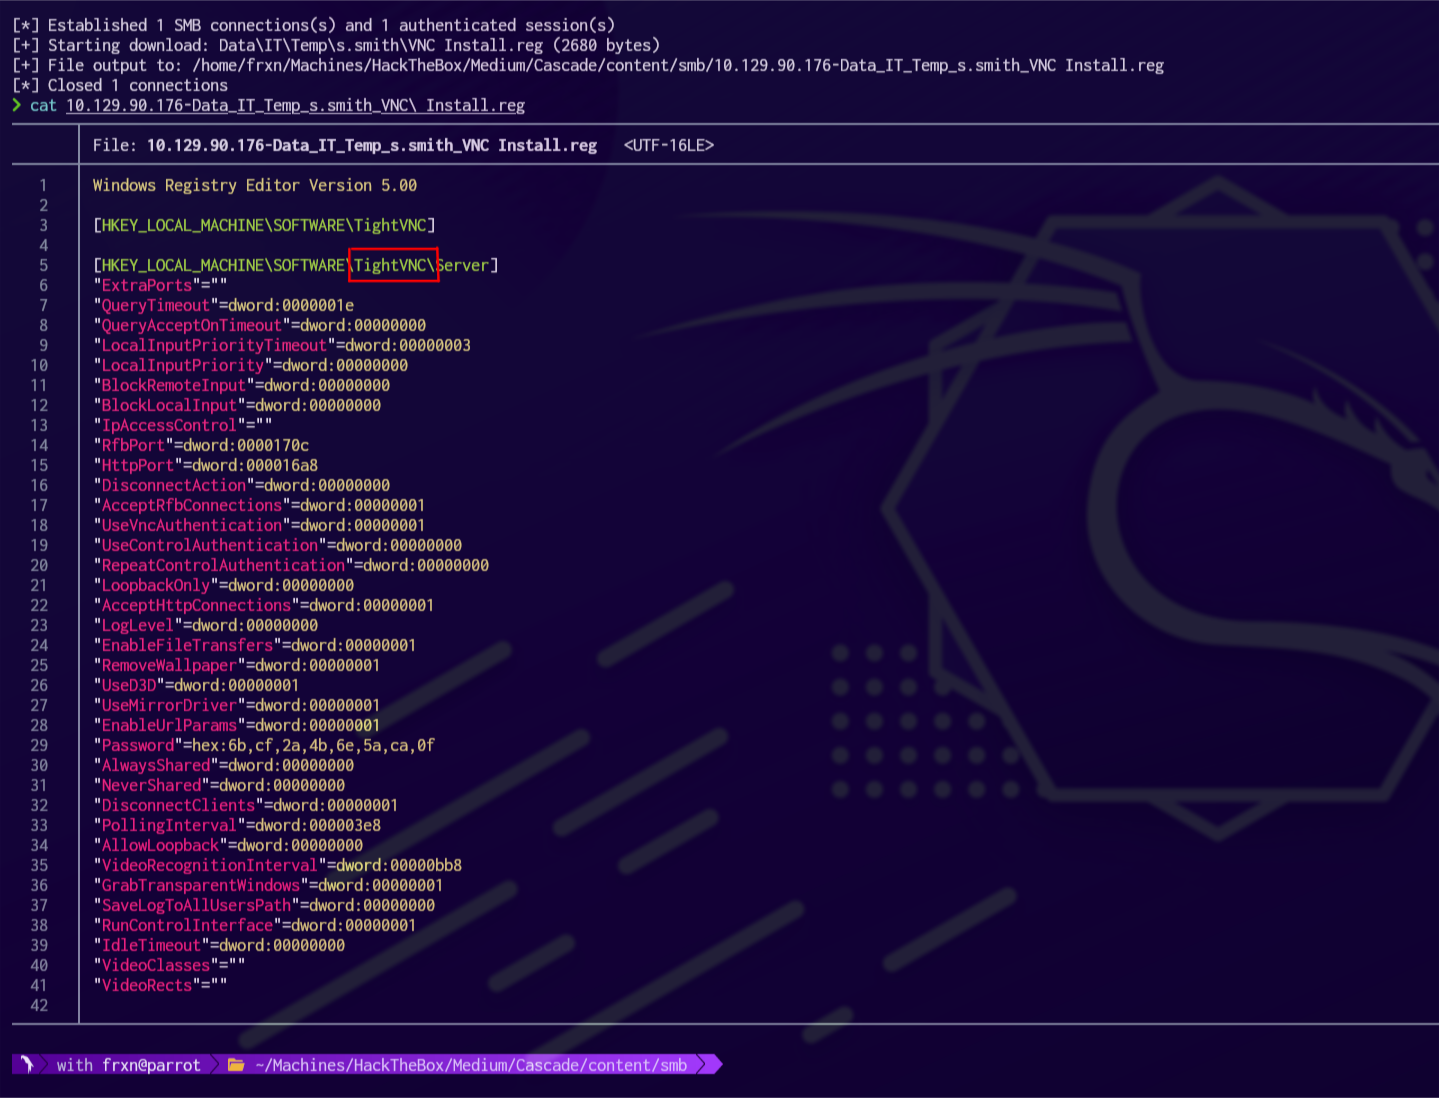 [*] Established 1 SMB connections(s) and 1 authenticated session(s)
[+] Starting download: Data\IT\Temp\s.smith\VNC Install.reg (2680 bytes)
[+] File output to: /home/frxn/Machines/HackTheBox/Medium/Cascade/content/smb/10.129.90.176-Data_IT_Temp_s.smith_VNC Install.reg
[*] Closed 1 connections
❯ cat 10.129.90.176-Data_IT_Temp_s.smith_VNC\ Install.reg
File: 10.129.90.176-Data_IT_Temp_s.smith_VNC Install.reg <UTF-16LE>
1 Windows Registry Editor Version 5.00
2
3 [HKEY_LOCAL_MACHINE\SOFTWARE\TightVNC]
4
5 [HKEY_LOCAL_MACHINE\SOFTWARE\TightVNC\Server]
6 "ExtraPorts"=""
7 "QueryTimeout"=dword:0000001e
8 "QueryAcceptOnTimeout"=dword:00000000
9 "LocalInputPriorityTimeout"=dword:00000003
10 "LocalInputPriority"=dword:00000000
11 "BlockRemoteInput"=dword:00000000
12 "BlockLocalInput"=dword:00000000
13 "IpAccessControl"=""
14 "RfbPort"=dword:0000170c
15 "HttpPort"=dword:000016a8
16 "DisconnectAction"=dword:00000000
17 "AcceptRfbConnections"=dword:00000001
18 "UseVncAuthentication"=dword:00000001
19 "UseControlAuthentication"=dword:00000000
20 "RepeatControlAuthentication"=dword:00000000
21 "LoopbackOnly"=dword:00000000
22 "AcceptHttpConnections"=dword:00000001
23 "LogLevel"=dword:00000000
24 "EnableFileTransfers"=dword:00000001
25 "RemoveWallpaper"=dword:00000001
26 "UseD3D"=dword:00000001
27 "UseMirrorDriver"=dword:00000001
28 "EnableUrlParams"=dword:00000001
29 "Password"=hex:6b,cf,2a,4b,6e,5a,ca,0f
30 "AlwaysShared"=dword:00000000
31 "NeverShared"=dword:00000000
32 "DisconnectClients"=dword:00000001
33 "PollingInterval"=dword:000003e8
34 "AllowLoopback"=dword:00000000
35 "VideoRecognitionInterval"=dword:00000bb8
36 "GrabTransparentWindows"=dword:00000001
37 "SaveLogToAllUsersPath"=dword:00000000
38 "RunControlInterface"=dword:00000001
39 "IdleTimeout"=dword:00000000
40 "VideoClasses"=""
41 "VideoRects"=""
42
with frxn@parrot ~/Machines/HackTheBox/Medium/Cascade/content/smb